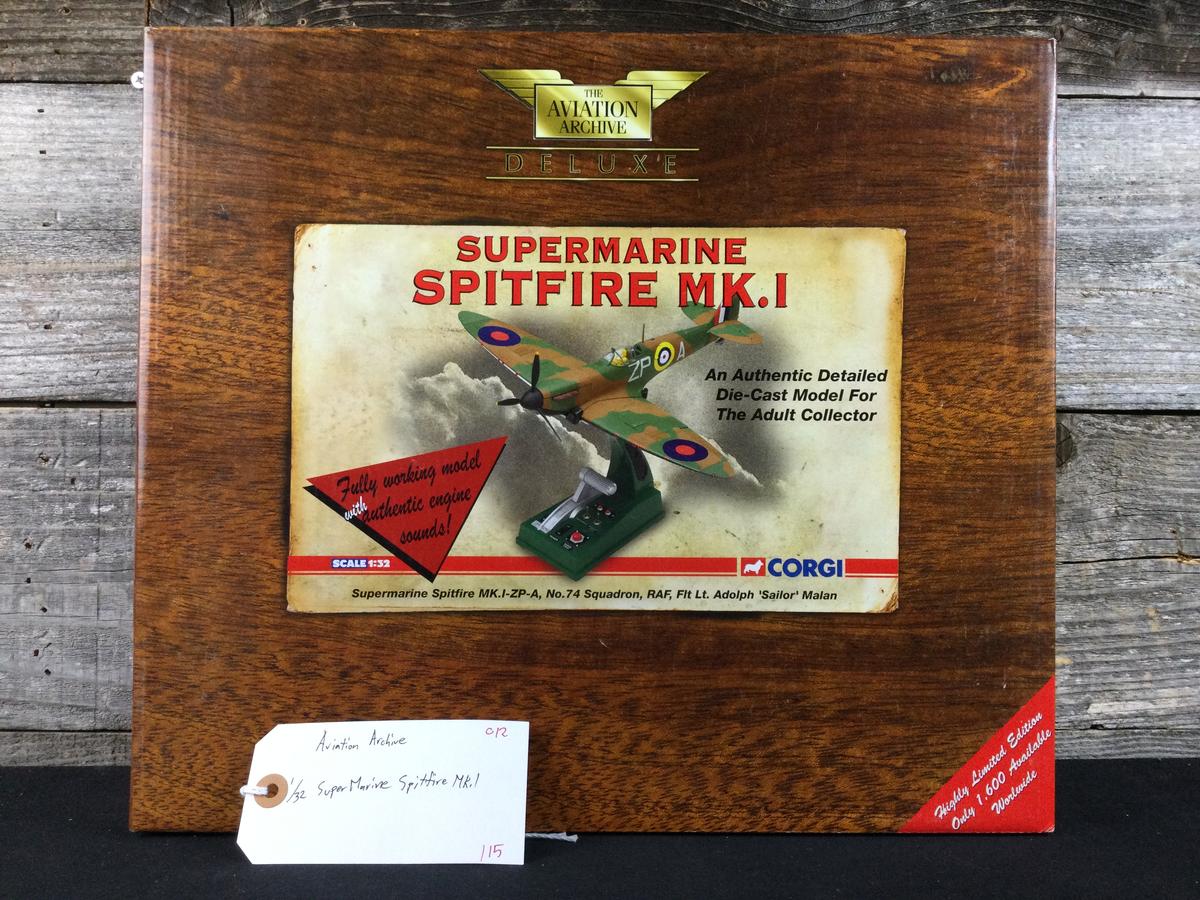 THE
AVIATION
ARCHIVE
DELUXE
SUPERMARINE
SPITFIRE MK.I
ZP A
An Authentic Detailed
Die-Cast Model For
The Adult Collector
Fully working model
with authentic engine
sounds!
SCALE 1:32
CORGI
Supermarine Spitfire MK.I-ZP-A, No.74 Squadron, RAF, Flt Lt. Adolph 'Sailor' Malan
Highly Limited Edition
Only 1,600 Available
Worldwide
Aviation Archive
012
1/32 SuperMarine Spitfire Mk.1
115